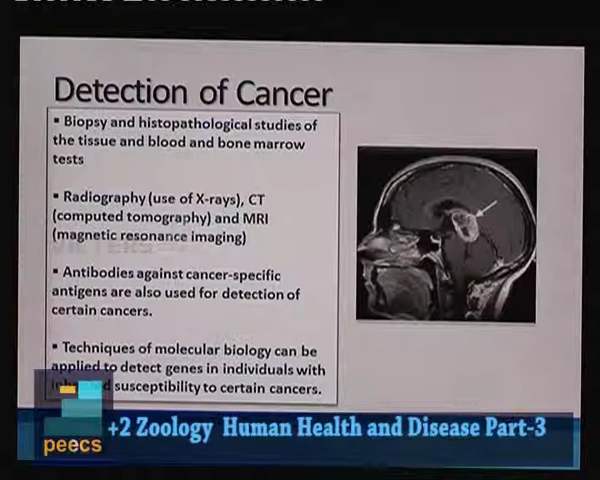 Detection of Cancer
▪ Biopsy and histopathological studies of
the tissue and blood and bone marrow
tests
▪ Radiography (use of X-rays), CT
(computed tomography) and MRI
(magnetic resonance imaging)
▪ Antibodies against cancer-specific
antigens are also used for detection of
certain cancers.
▪ Techniques of molecular biology can be
applied to detect genes in individuals with
susceptibility to certain cancers.
+2 Zoology Human Health and Disease Part-3
peecs